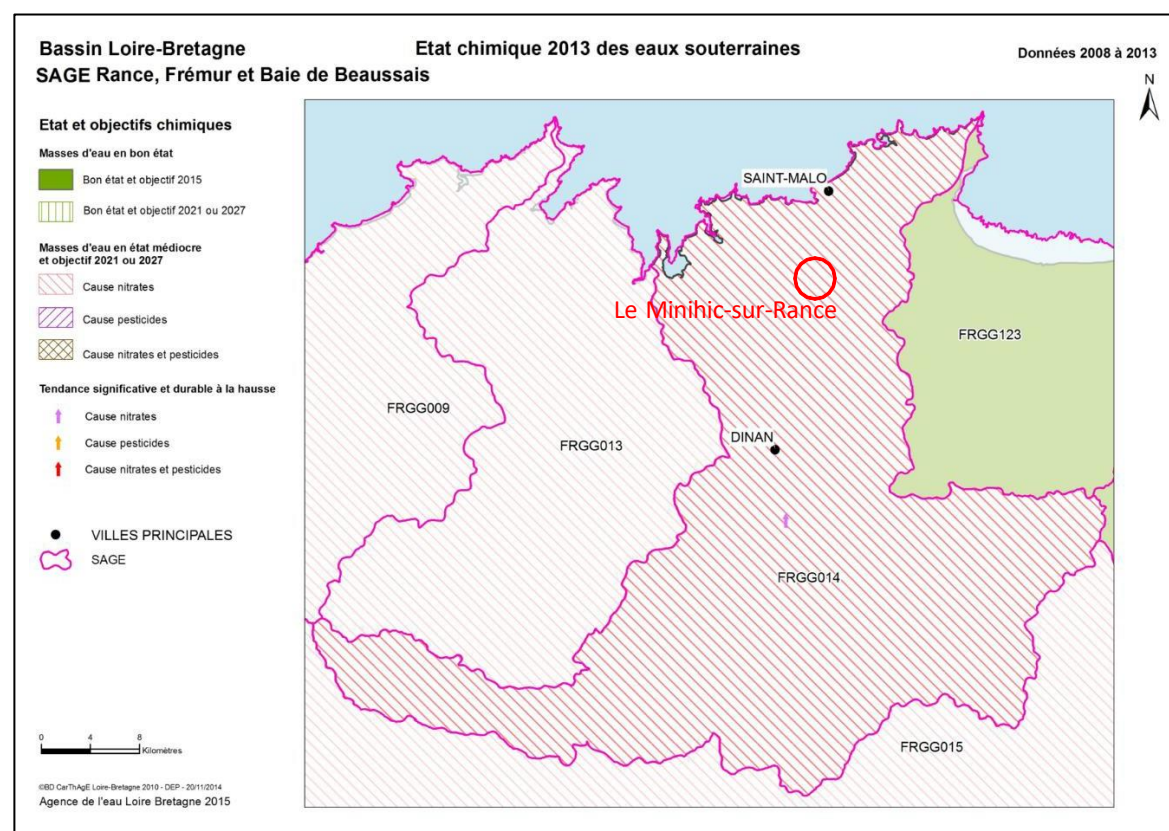 Bassin Loire-Bretagne
Etat chimique 2013 des eaux souterraines
Données 2008 à 2013
SAGE Rance, Frémur et Baie de Beaussais
N
Etat et objectifs chimiques
Masses d'eau en bon état
Bon état et objectif 2015
Bon état et objectif 2021 ou 2027
Masses d'eau en état médiocre
et objectif 2021 ou 2027
Cause nitrates
Cause pesticides
Cause nitrates et pesticides
Tendance significative et durable à la hausse
Cause nitrates
Cause pesticides
Cause nitrates et pesticides
VILLES PRINCIPALES
SAGE
0 4 8
Kilomètres
©BD CarThAgE Loire-Bretagne 2010 - DEP - 20/11/2014
Agence de l'eau Loire Bretagne 2015
SAINT-MALO
Le Minihic-sur-Rance
FRGG123
FRGG009
FRGG013
DINAN
FRGG014
FRGG015